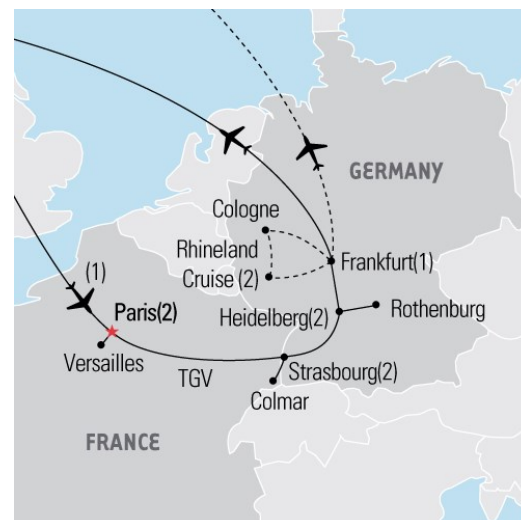 GERMANY
Cologne
Rhineland
Cruise (2)
Frankfurt(1)
(1)
Paris(2)
Heidelberg(2)
Rothenburg
Versailles
TGV
Strasbourg(2)
Colmar
FRANCE